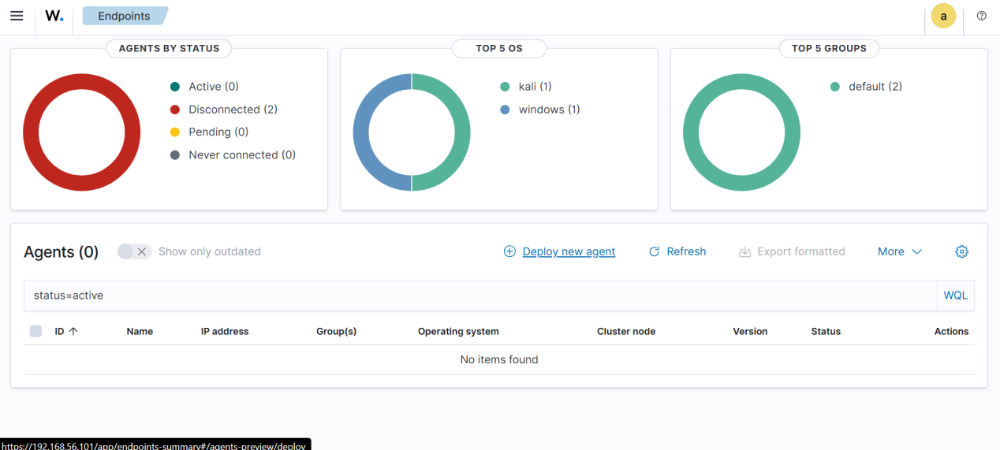 W. Endpoints a
AGENTS BY STATUS TOP 5 OS TOP 5 GROUPS
Active (0)
Disconnected (2)
Pending (0)
Never connected (0)
kali (1)
windows (1)
default (2)
Agents (0) Show only outdated Deploy new agent Refresh Export formatted More
status=active WQL
ID Name IP address Group(s) Operating system Cluster node Version Status Actions
No items found
https://192.168.56.101/app/endpoints-summary#/agents-preview/deploy